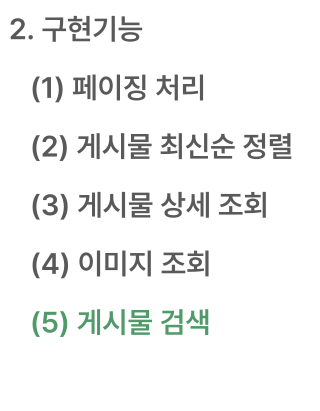 2. 구현기능
(1) 페이징 처리
(2) 게시물 최신순 정렬
(3) 게시물 상세 조회
(4) 이미지 조회
(5) 게시물 검색